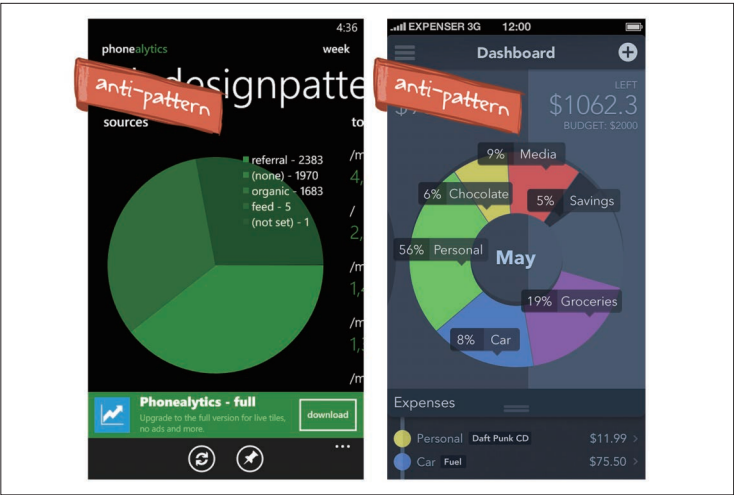 4:36
phonealytics week
designpatte
anti-pattern
sources to
referral - 2383
(none) - 1970
organic - 1683
feed - 5
(not set) - 1
/m
4,
/
2,
/m
1,
/m
1,
/m
Phonealytics - full
Upgrade to the full version for live tiles,
no ads and more.
download
EXPENSER 3G 12:00
Dashboard
anti-pattern
LEFT
$1062.3
BUDGET: $2000
9% Media
6% Chocolate
5% Savings
56% Personal
May
19% Groceries
8% Car
Expenses
Personal Daft Punk CD $11.99 >
Car Fuel $75.50 >